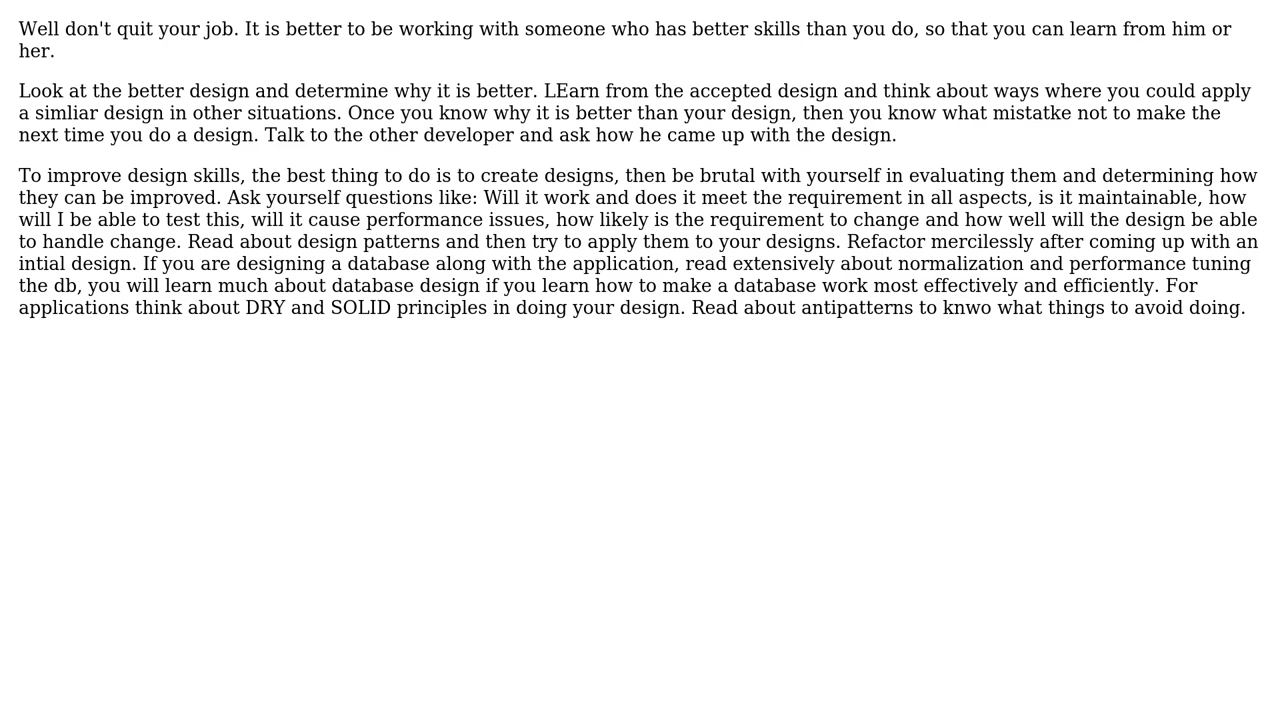 Well don't quit your job. It is better to be working with someone who has better skills than you do, so that you can learn from him or
her.
Look at the better design and determine why it is better. LEarn from the accepted design and think about ways where you could apply
a simliar design in other situations. Once you know why it is better than your design, then you know what mistatke not to make the
next time you do a design. Talk to the other developer and ask how he came up with the design.
To improve design skills, the best thing to do is to create designs, then be brutal with yourself in evaluating them and determining how
they can be improved. Ask yourself questions like: Will it work and does it meet the requirement in all aspects, is it maintainable, how
will I be able to test this, will it cause performance issues, how likely is the requirement to change and how well will the design be able
to handle change. Read about design patterns and then try to apply them to your designs. Refactor mercilessly after coming up with an
intial design. If you are designing a database along with the application, read extensively about normalization and performance tuning
the db, you will learn much about database design if you learn how to make a database work most effectively and efficiently. For
applications think about DRY and SOLID principles in doing your design. Read about antipatterns to knwo what things to avoid doing.